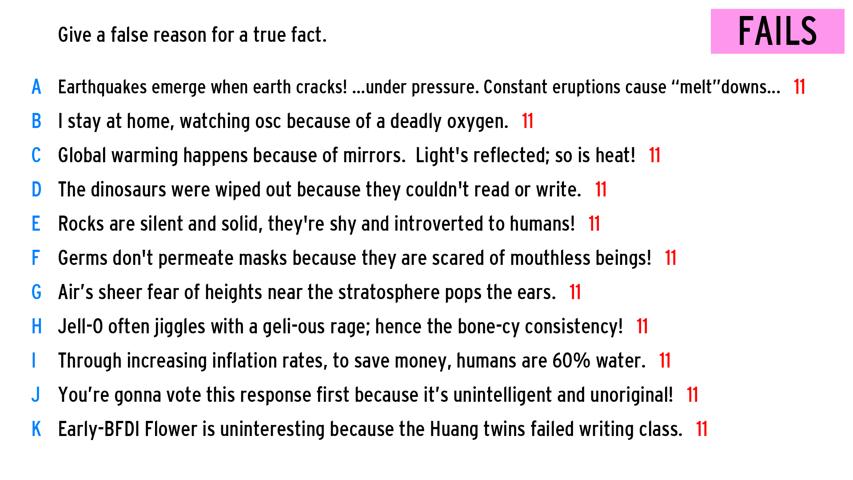 Give a false reason for a true fact.
FAILS
A Earthquakes emerge when earth cracks! ...under pressure. Constant eruptions cause “melt”downs... 11
B I stay at home, watching osc because of a deadly oxygen. 11
C Global warming happens because of mirrors. Light's reflected; so is heat! 11
D The dinosaurs were wiped out because they couldn't read or write. 11
E Rocks are silent and solid, they're shy and introverted to humans! 11
F Germs don't permeate masks because they are scared of mouthless beings! 11
G Air’s sheer fear of heights near the stratosphere pops the ears. 11
H Jell-O often jiggles with a geli-ous rage; hence the bone-cy consistency! 11
I Through increasing inflation rates, to save money, humans are 60% water. 11
J You’re gonna vote this response first because it’s unintelligent and unoriginal! 11
K Early-BFDI Flower is uninteresting because the Huang twins failed writing class. 11